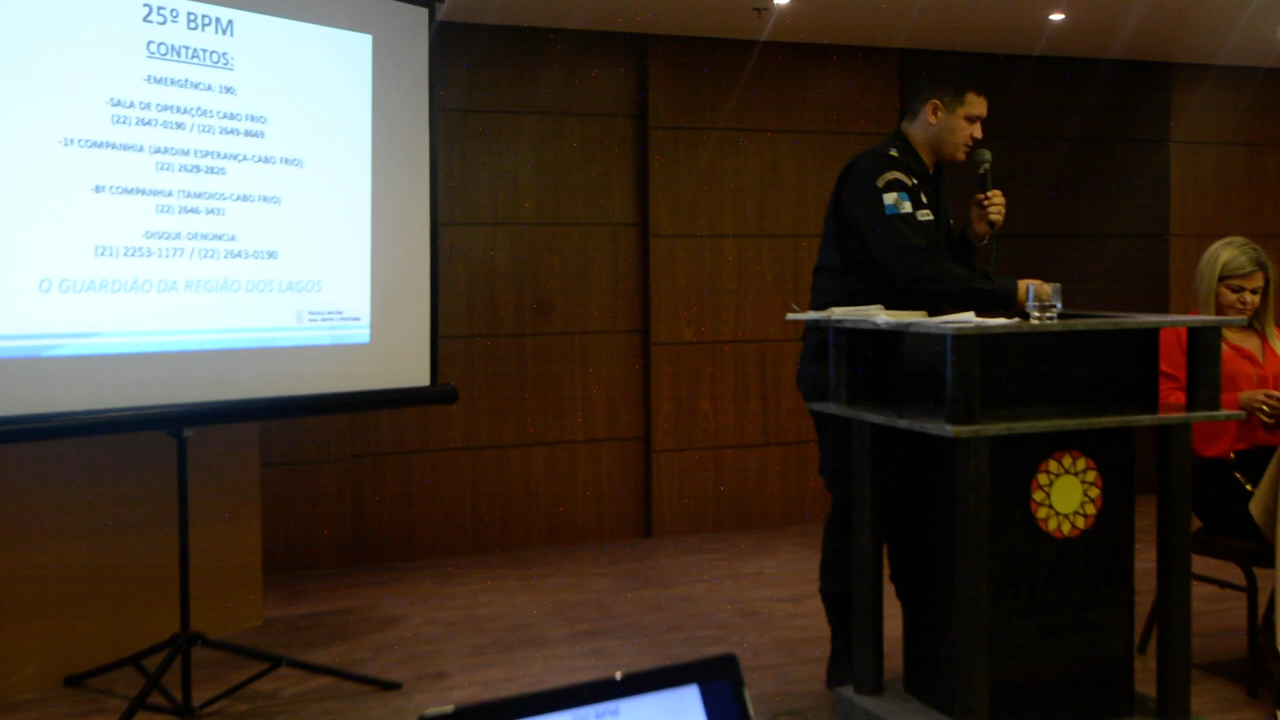 25º BPM
CONTATOS:
-EMERGÊNCIA: 190;
-SALA DE OPERAÇÕES CABO FRIO:
(22) 2647-0190 / (22) 2649-8669
-1ª COMPANHIA (JARDIM ESPERANÇA-CABO FRIO):
(22) 2629-2820
-8ª COMPANHIA (TAMOIOS-CABO FRIO)
(22) 2646-3431
-DISQUE-DENÚNCIA:
(21) 2253-1177 / (22) 2643-0190
O GUARDIÃO DA REGIÃO DOS LAGOS